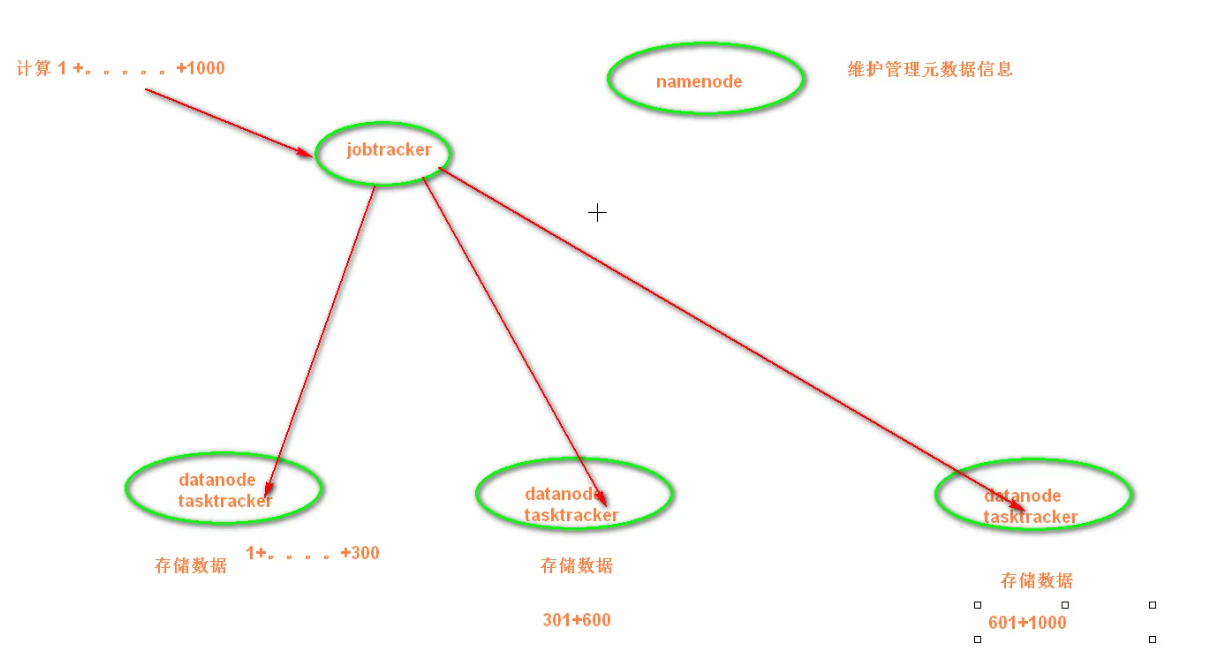 计算 1 +。。。。。+1000
namenode
维护管理元数据信息
jobtracker
datanode
tasktracker
datanode
tasktracker
datanode
tasktracker
存储数据
1+。。。。+300
存储数据
存储数据
301+600
601+1000